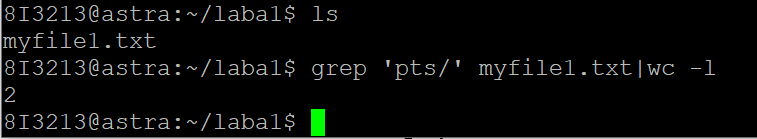 8I3213@astra:~/laba1$ ls
myfile1.txt
8I3213@astra:~/laba1$ grep 'pts/' myfile1.txt|wc -l
2
8I3213@astra:~/laba1$